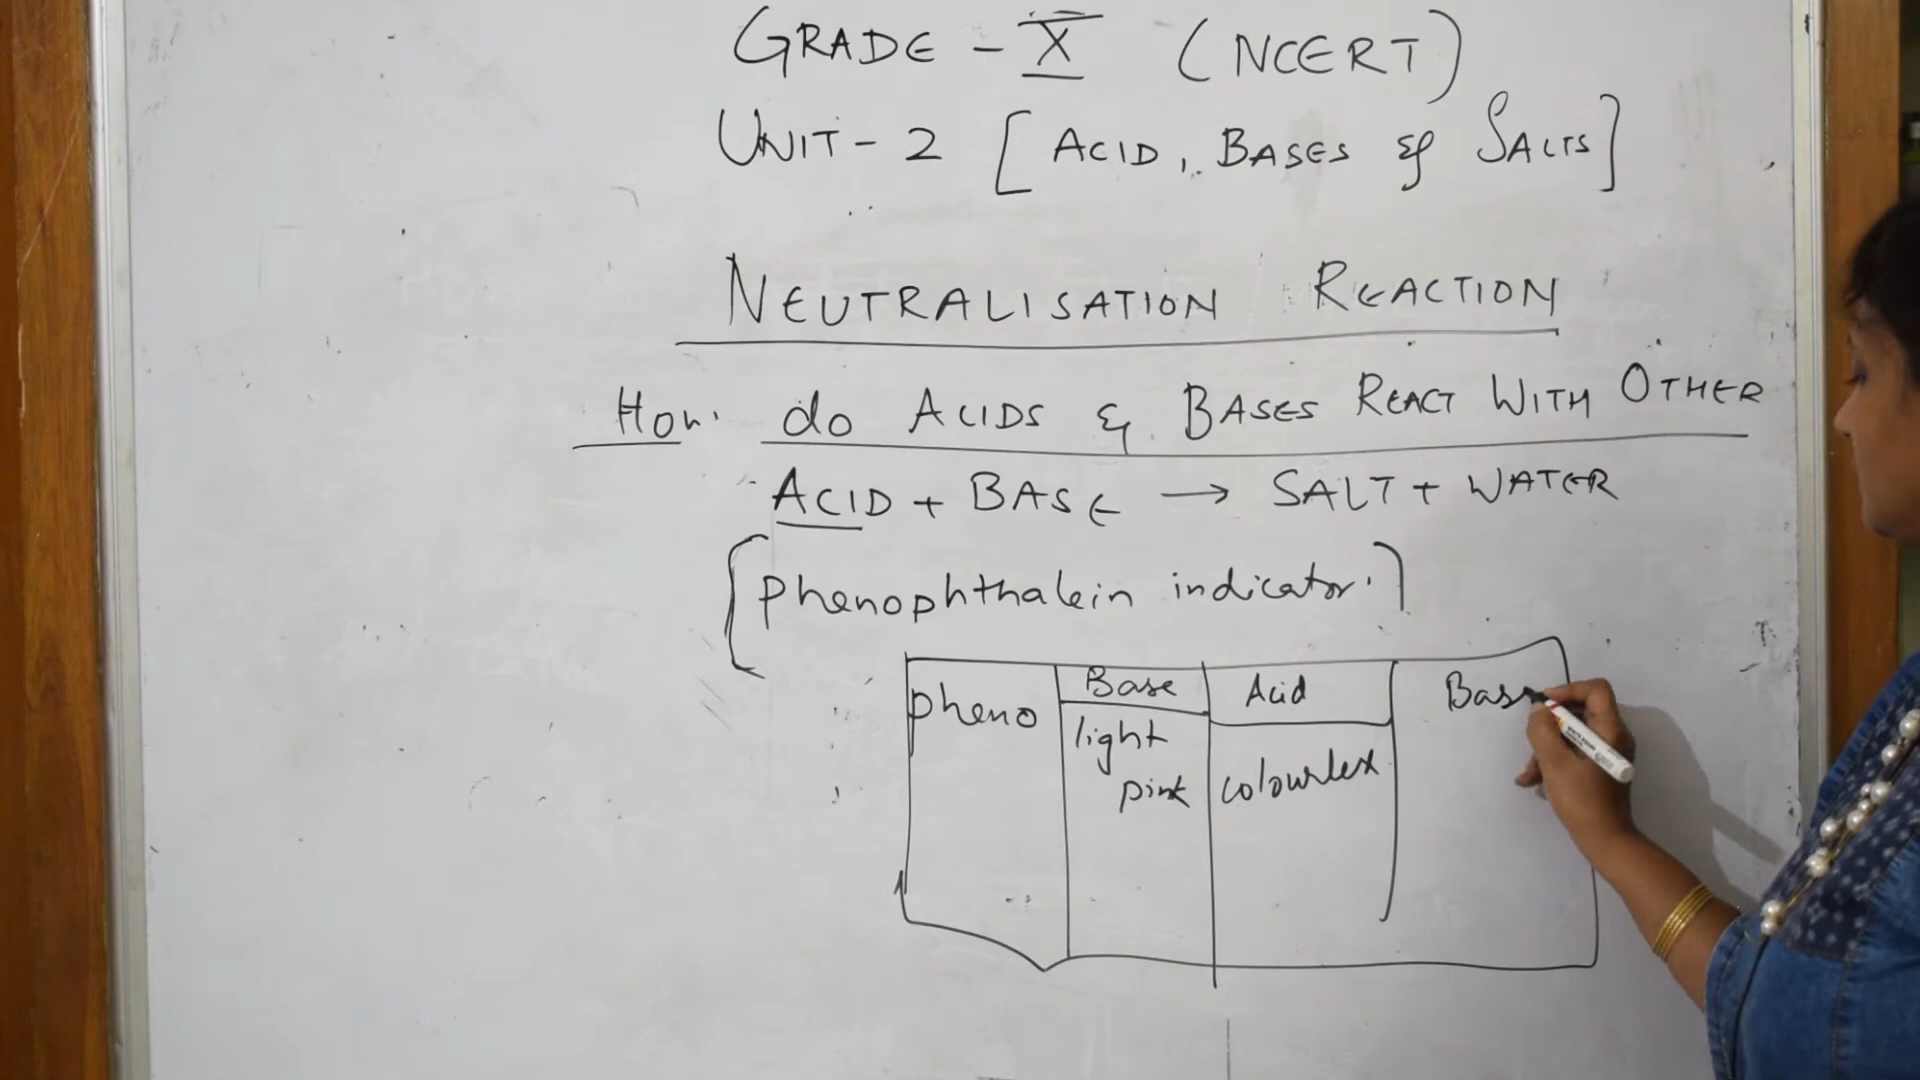 GRADE - X (NCERT)
UNIT - 2 [ACID, BASES & SALTS]
NEUTRALISATION REACTION
How do ACIDS & BASES REACT WITH OTHER
ACID + BASE → SALT + WATER
[Phenophthalein indicator.]
Base Acid Bas
pheno light colourless
pink